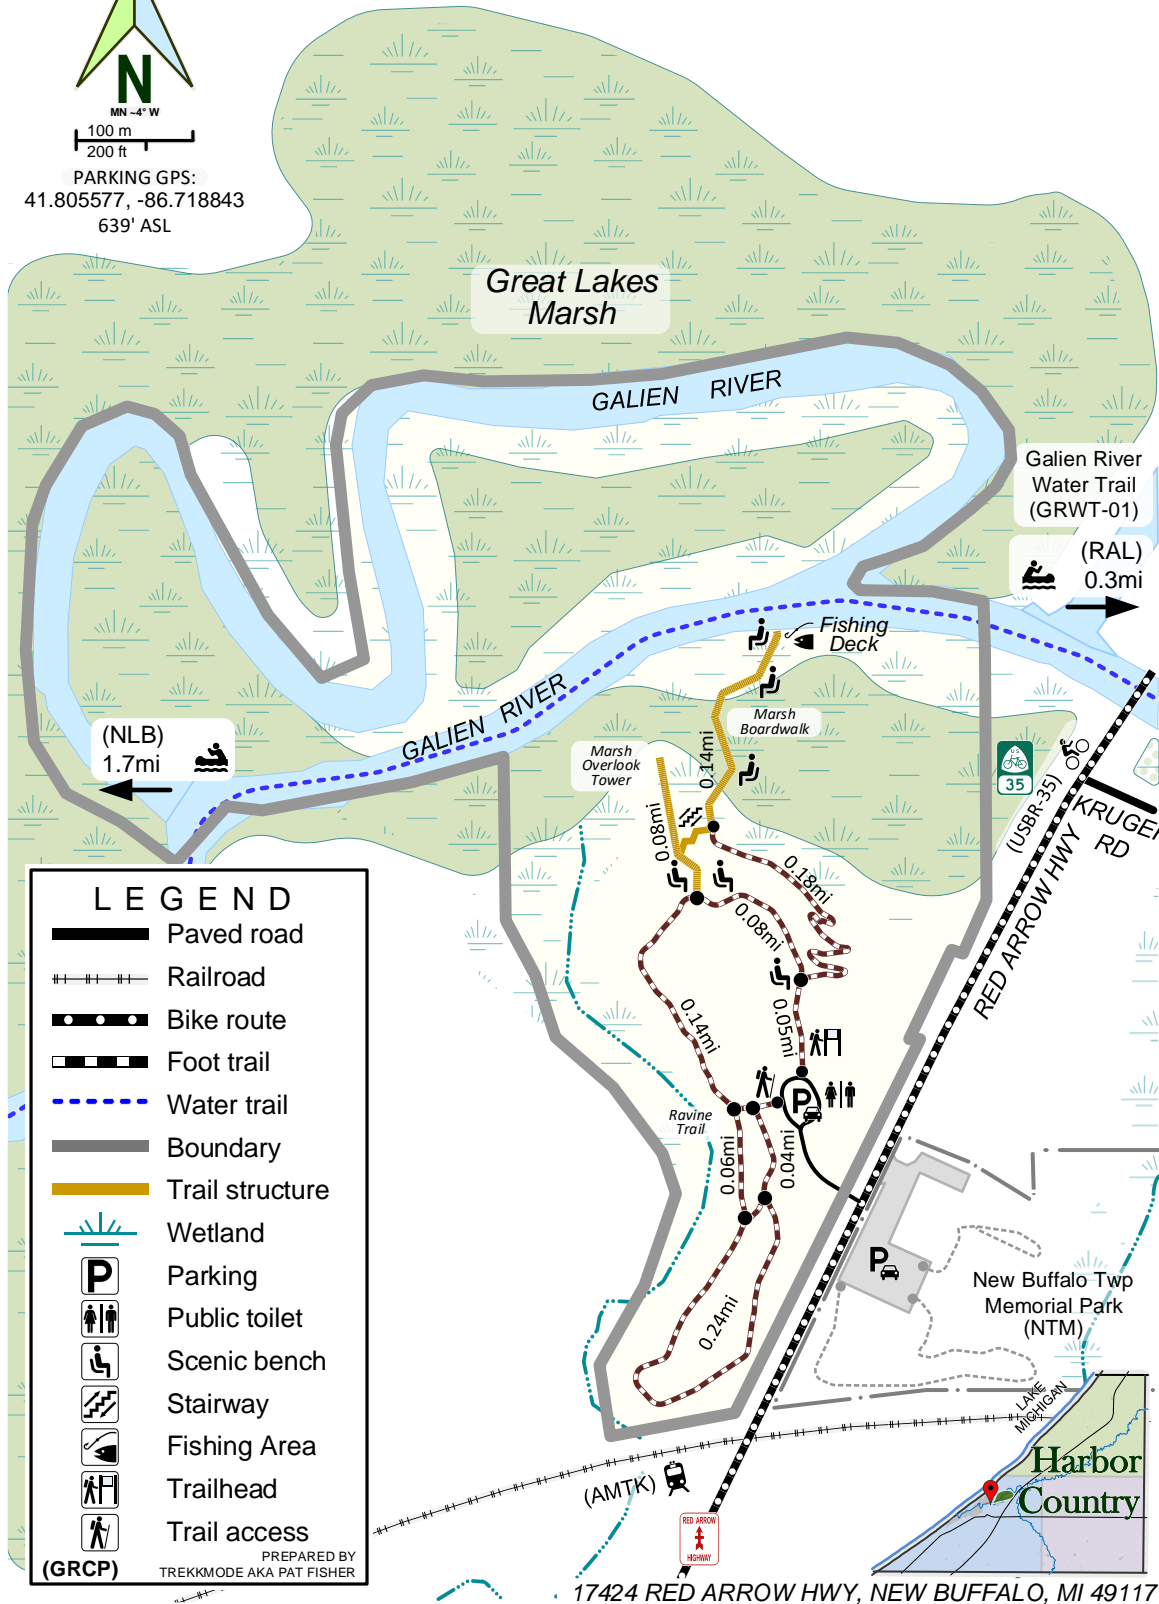 N
MN ~4° W
100 m
200 ft
PARKING GPS:
41.805577, -86.718843
639' ASL
Great Lakes
Marsh
GALIEN RIVER
Galien River
Water Trail
(GRWT-01)
(RAL)
0.3mi
Fishing
Deck
GALIEN RIVER
(NLB)
1.7mi
Marsh
Boardwalk
0.14mi
Marsh
Overlook
Tower
0.08mi
US
35
(USBR-35)
KRUGER
RD
RED ARROW HWY
0.18mi
0.08mi
0.05mi
0.14mi
P
Ravine
Trail
0.06mi
0.04mi
0.24mi
P
New Buffalo Twp
Memorial Park
(NTM)
LEGEND
Paved road
Railroad
Bike route
Foot trail
Water trail
Boundary
Trail structure
Wetland
P Parking
Public toilet
Scenic bench
Stairway
Fishing Area
Trailhead
Trail access
(GRCP)
PREPARED BY
TREKKMODE AKA PAT FISHER
(AMTK)
RED ARROW
HIGHWAY
LAKE
MICHIGAN
Harbor
Country
17424 RED ARROW HWY, NEW BUFFALO, MI 49117